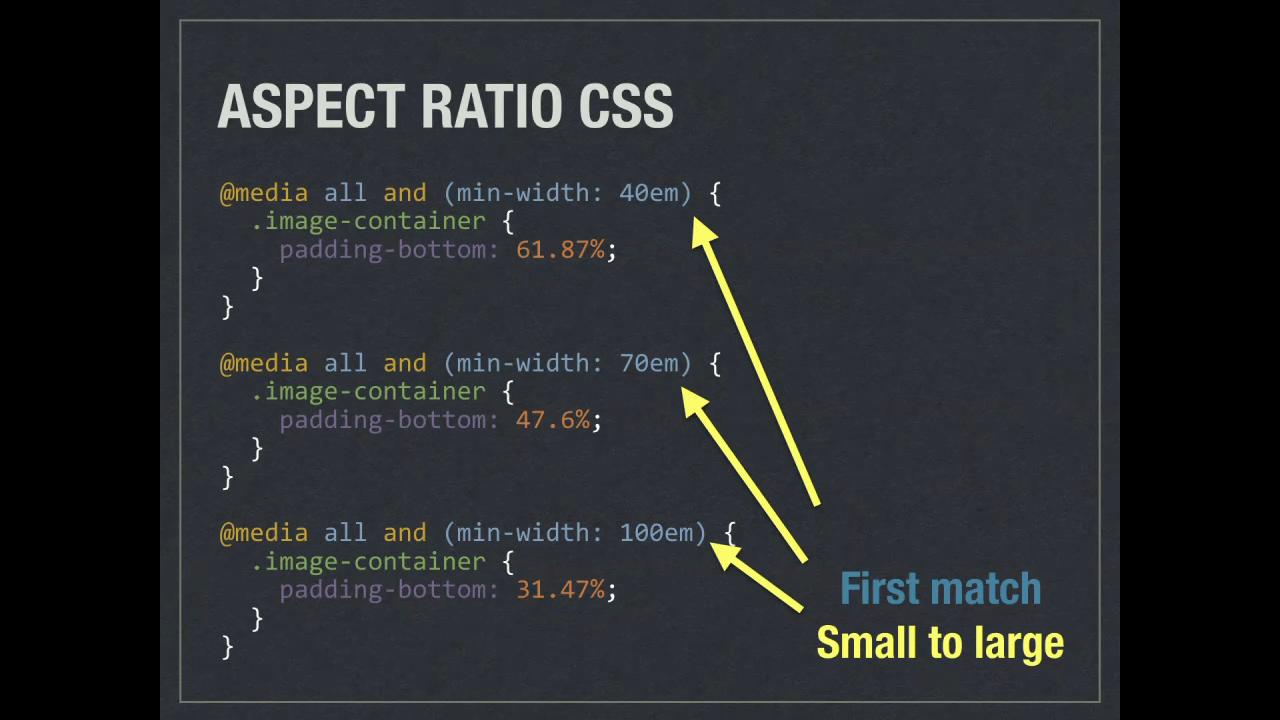 ASPECT RATIO CSS
@media all and (min-width: 40em) {
  .image-container {
    padding-bottom: 61.87%;
  }
}
@media all and (min-width: 70em) {
  .image-container {
    padding-bottom: 47.6%;
  }
}
@media all and (min-width: 100em) {
  .image-container {
    padding-bottom: 31.47%;
  }
}
First match
Small to large